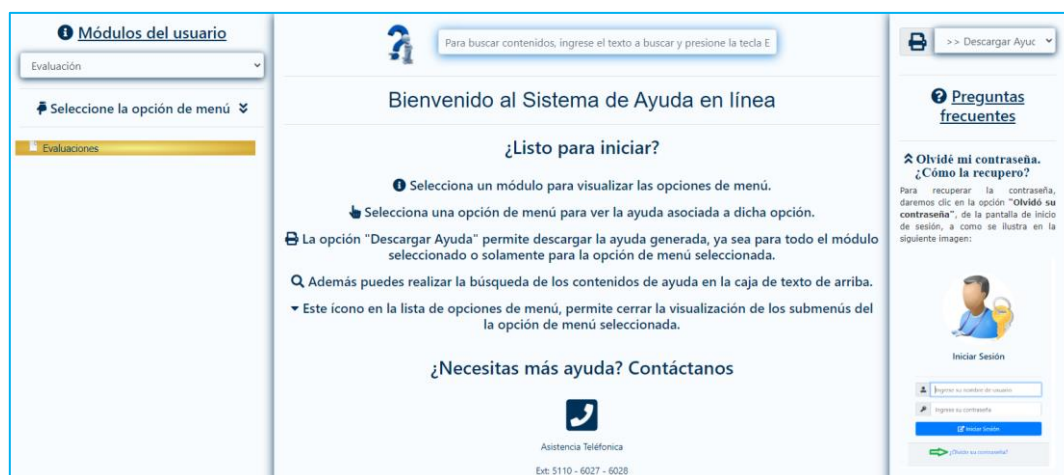 Módulos del usuario
Evaluación
Seleccione la opción de menú
Evaluaciones
Para buscar contenidos, ingrese el texto a buscar y presione la tecla E
Bienvenido al Sistema de Ayuda en línea
¿Listo para iniciar?
Selecciona un módulo para visualizar las opciones de menú.
Selecciona una opción de menú para ver la ayuda asociada a dicha opción.
La opción "Descargar Ayuda" permite descargar la ayuda generada, ya sea para todo el módulo
seleccionado o solamente para la opción de menú seleccionada.
Además puedes realizar la búsqueda de los contenidos de ayuda en la caja de texto de arriba.
Este ícono en la lista de opciones de menú, permite cerrar la visualización de los submenús del
la opción de menú seleccionada.
¿Necesitas más ayuda? Contáctanos
Asistencia Teléfonica
Ext: 5110 - 6027 - 6028
>> Descargar Ayuc
Preguntas
frecuentes
Olvidé mi contraseña.
¿Cómo la recupero?
Para recuperar la contraseña,
daremos clic en la opción "Olvidó su
contraseña", de la pantalla de inicio
de sesión, a como se ilustra en la
siguiente imagen:
Iniciar Sesión
Ingrese su nombre de usuario
Ingrese su contraseña
Iniciar Sesión
¿Olvidó su contraseña?